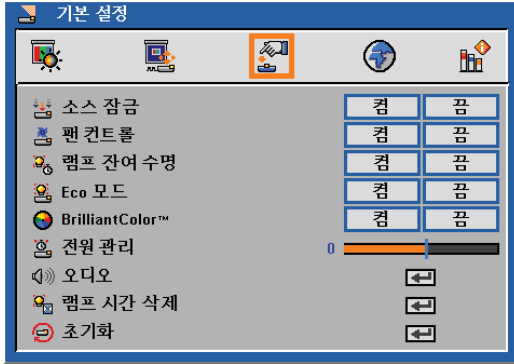 기본 설정
소스 잠금 켬 끔
팬 컨트롤 켬 끔
램프 잔여 수명 켬 끔
Eco 모드 켬 끔
BrilliantColor™ 켬 끔
전원 관리 0
오디오
램프 시간 삭제
초기화